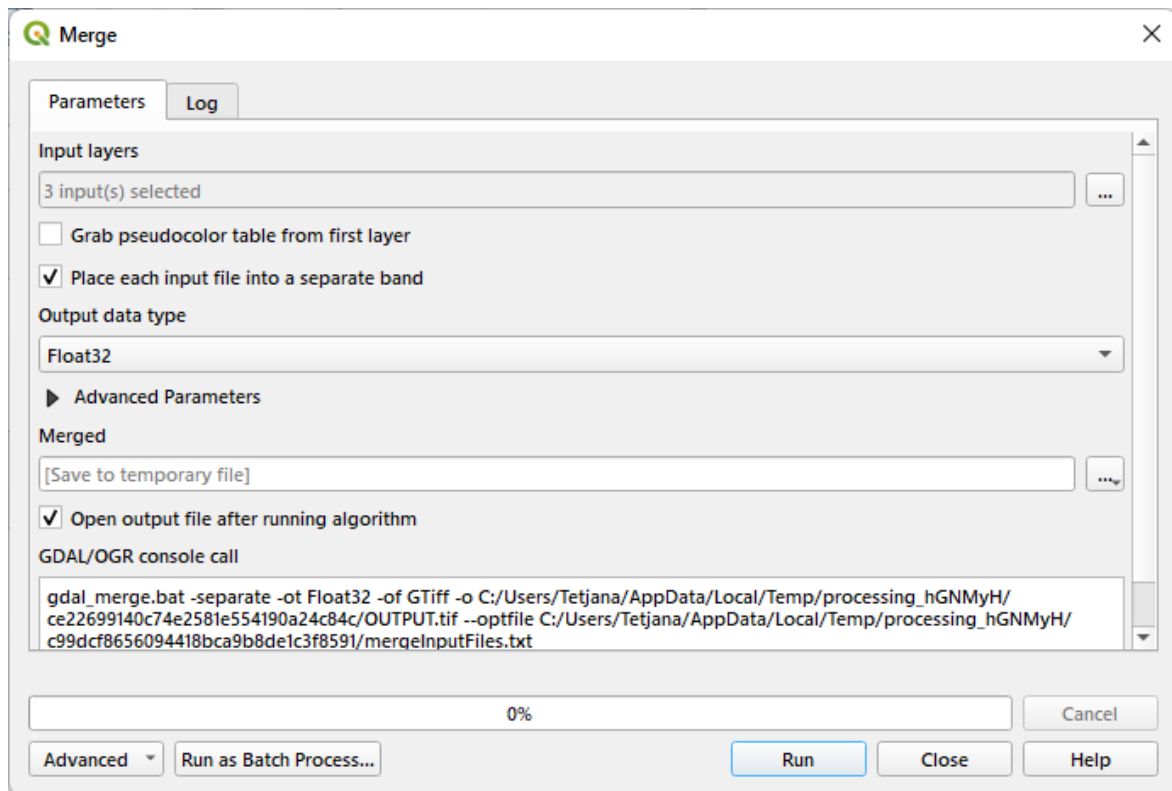 Merge
Parameters
Log
Input layers
3 input(s) selected
...
Grab pseudocolor table from first layer
Place each input file into a separate band
Output data type
Float32
Advanced Parameters
Merged
[Save to temporary file]
...
Open output file after running algorithm
GDAL/OGR console call
gdal_merge.bat -separate -ot Float32 -of GTiff -o C:/Users/Tetjana/AppData/Local/Temp/processing_hGNMyH/
ce22699140c74e2581e554190a24c84c/OUTPUT.tif --optfile C:/Users/Tetjana/AppData/Local/Temp/processing_hGNMyH/
c99dcf8656094418bca9b8de1c3f8591/mergeInputFiles.txt
0%
Cancel
Advanced
Run as Batch Process...
Run
Close
Help